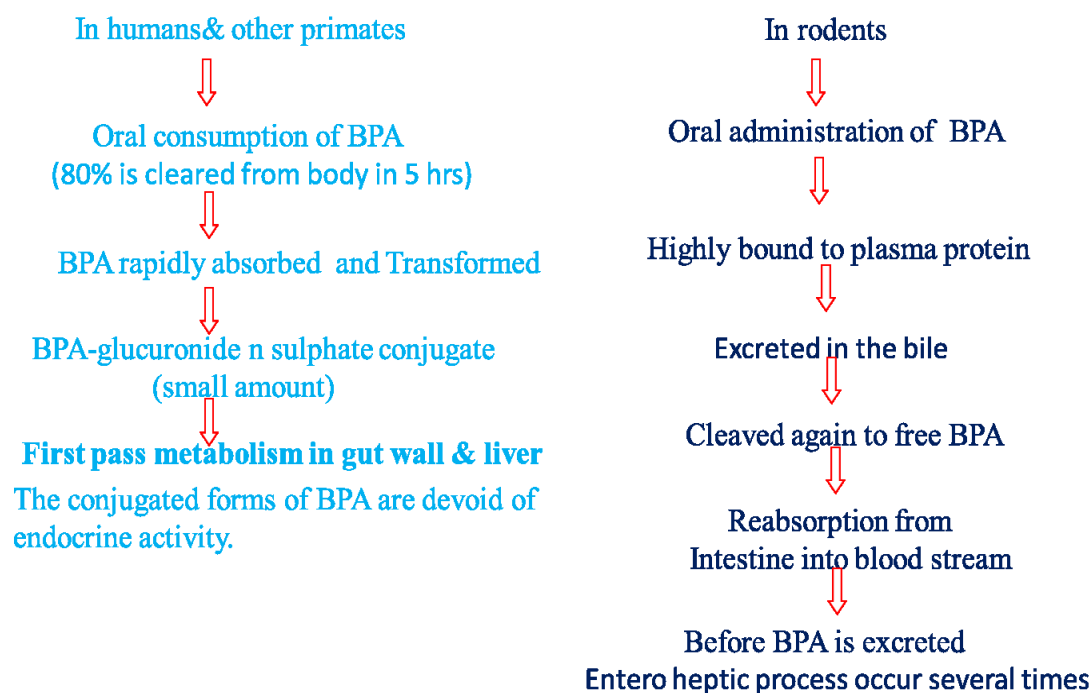 In humans& other primates
Oral consumption of BPA
(80% is cleared from body in 5 hrs)
BPA rapidly absorbed and Transformed
BPA-glucuronide n sulphate conjugate
(small amount)
First pass metabolism in gut wall & liver
The conjugated forms of BPA are devoid of
endocrine activity.
In rodents
Oral administration of BPA
Highly bound to plasma protein
Excreted in the bile
Cleaved again to free BPA
Reabsorption from
Intestine into blood stream
Before BPA is excreted
Entero heptic process occur several times